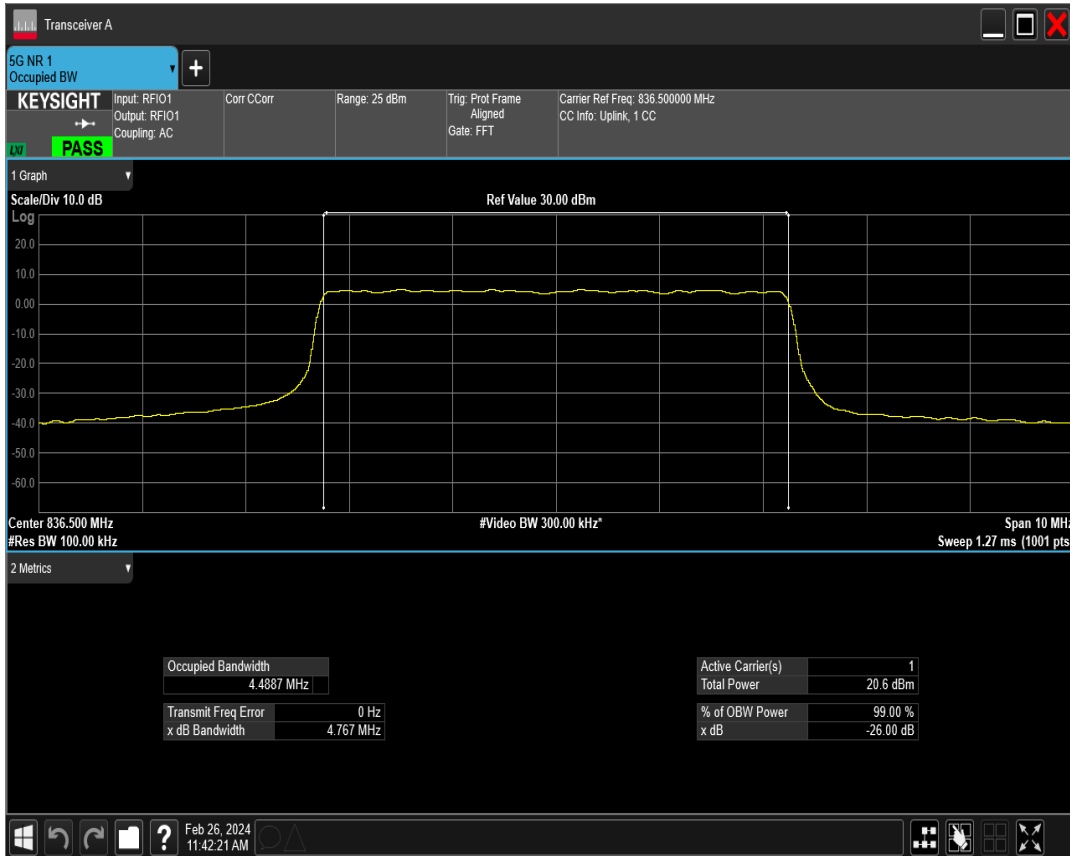 Transceiver A
5G NR 1
Occupied BW
KEYSIGHT
Input: RFIO1
Output: RFIO1
Coupling: AC
Corr CCorr
Range: 25 dBm
Trig: Prot Frame
Aligned
Gate: FFT
Carrier Ref Freq: 836.500000 MHz
CC Info: Uplink, 1 CC
LXI
PASS
1 Graph
Scale/Div 10.0 dB
Ref Value 30.00 dBm
Log
20.0
10.0
0.00
-10.0
-20.0
-30.0
-40.0
-50.0
-60.0
Center 836.500 MHz
#Video BW 300.00 kHz*
Span 10 MHz
#Res BW 100.00 kHz
Sweep 1.27 ms (1001 pts
2 Metrics
Occupied Bandwidth
4.4887 MHz
Transmit Freq Error 0 Hz
x dB Bandwidth 4.767 MHz
Active Carrier(s) 1
Total Power 20.6 dBm
% of OBW Power 99.00 %
x dB -26.00 dB
?
Feb 26, 2024
11:42:21 AM